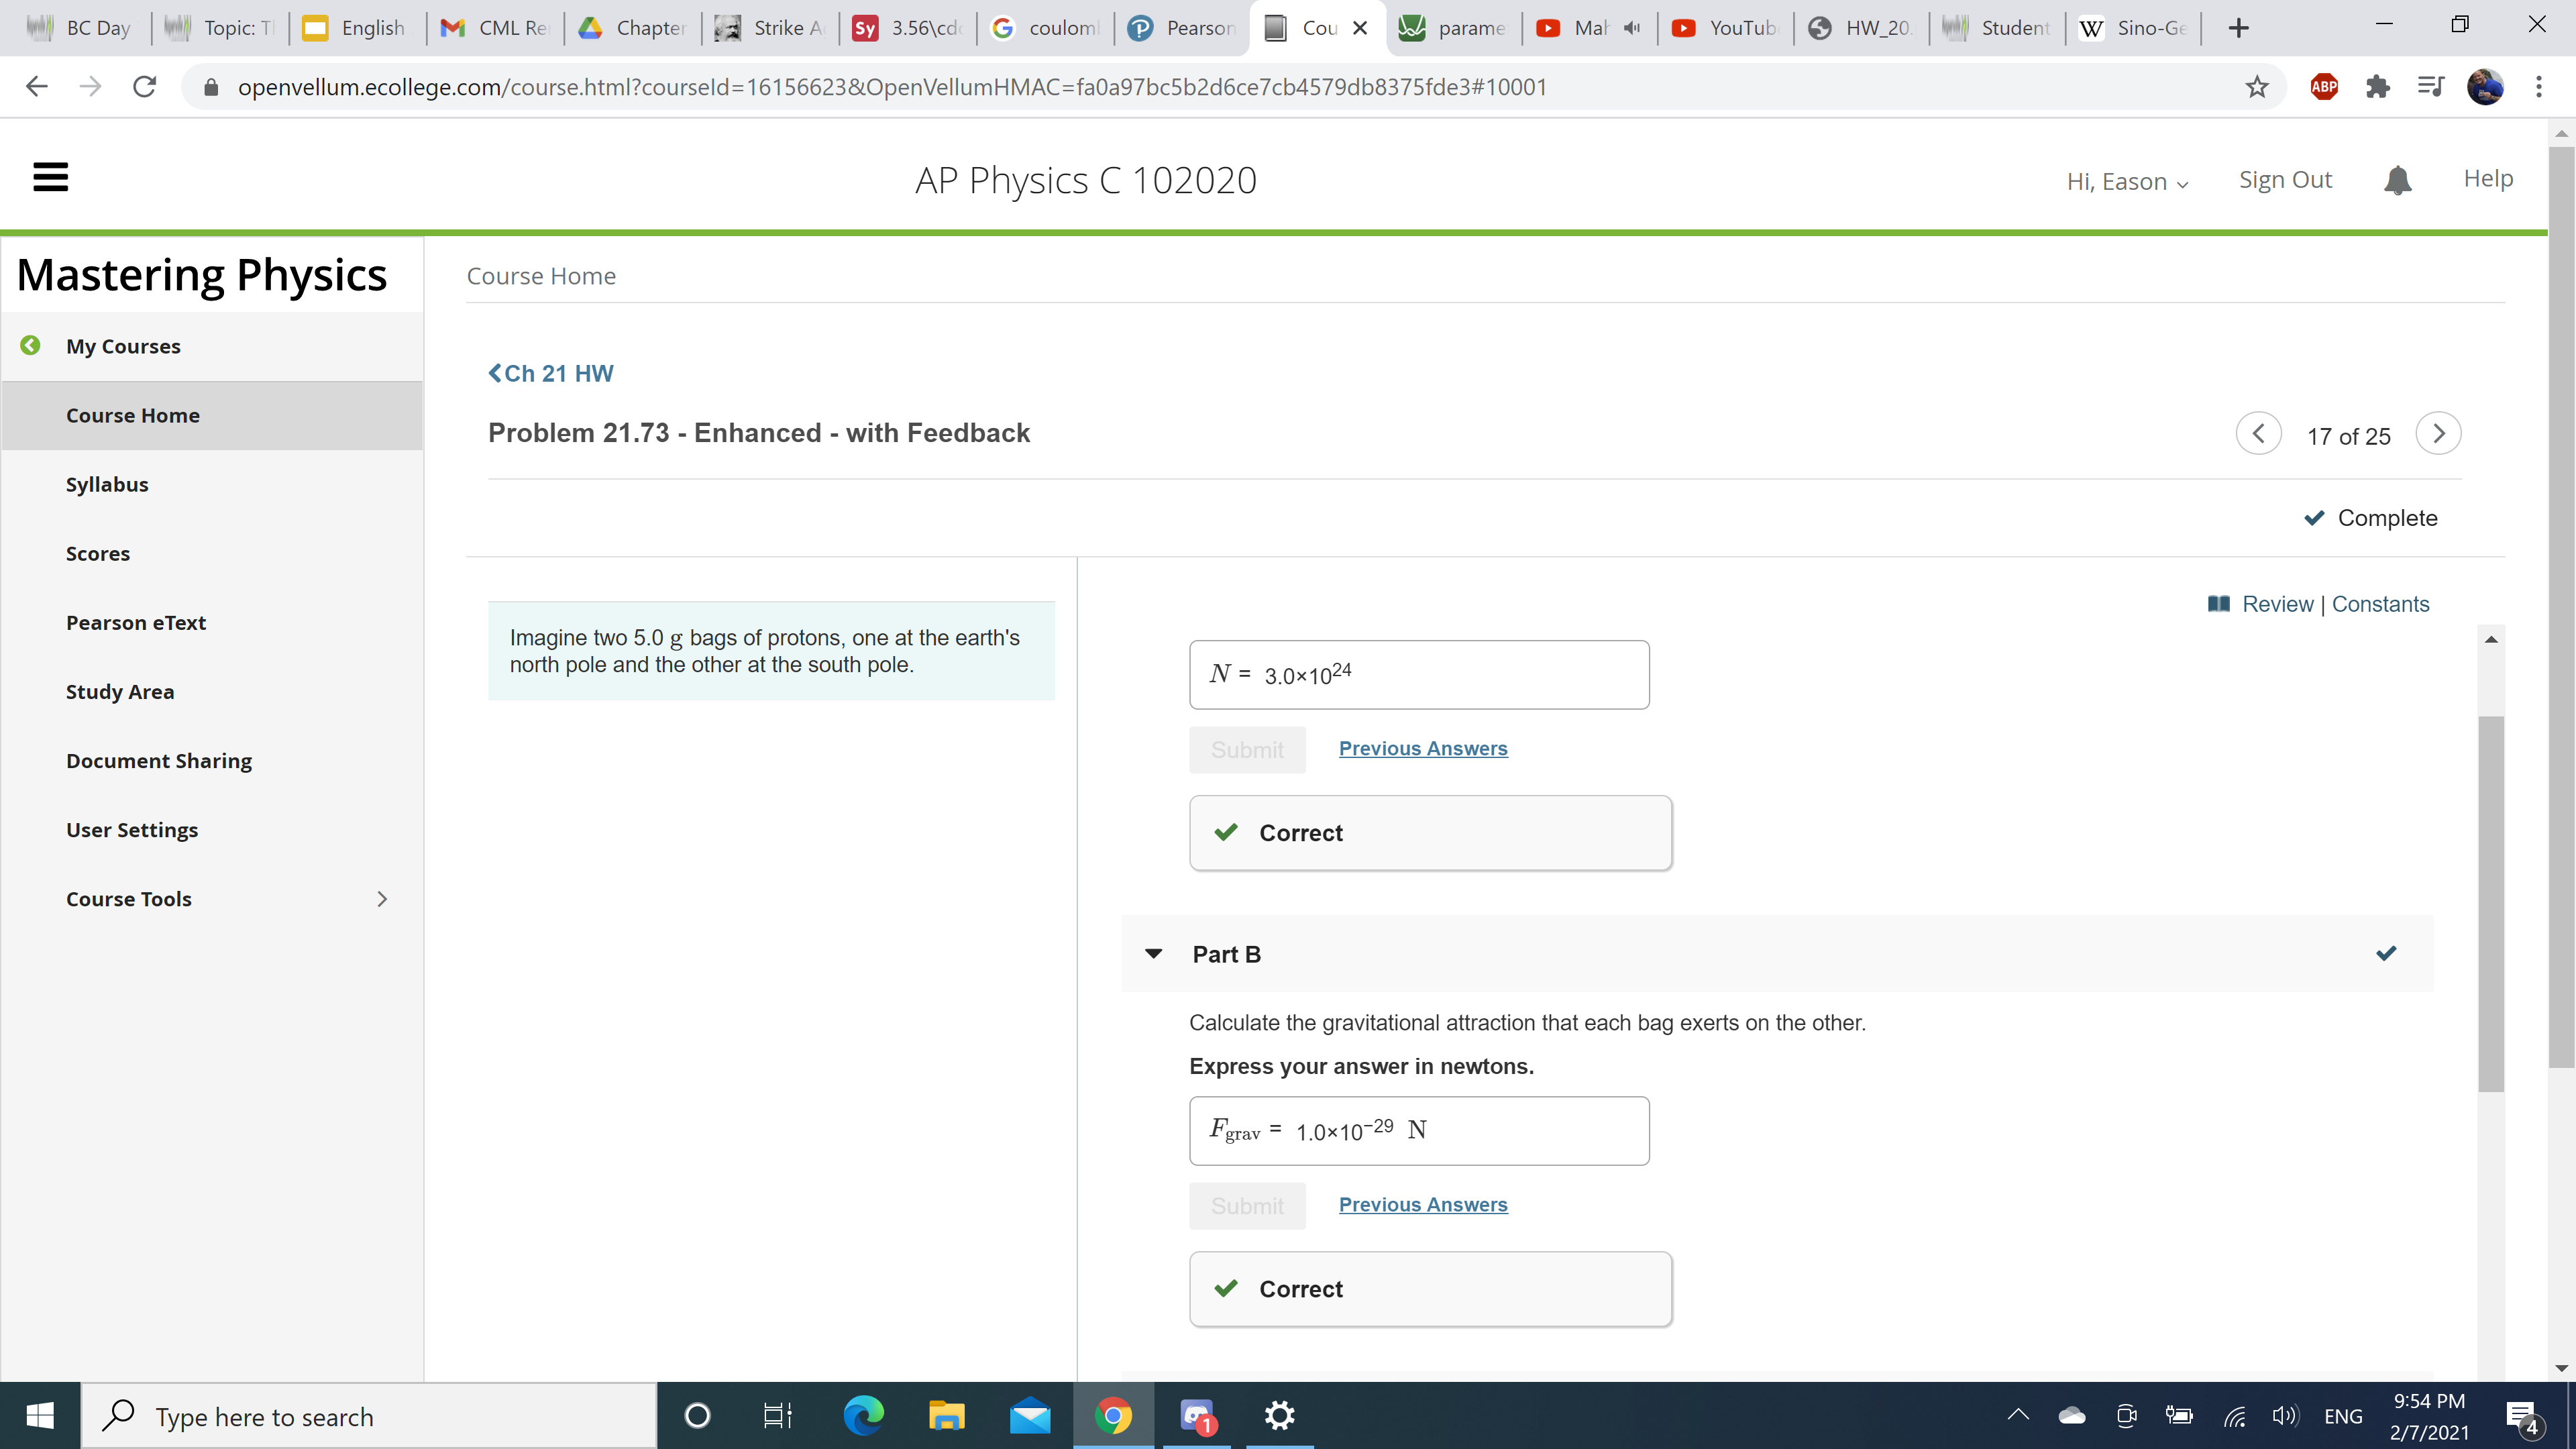 BC Day
Topic: T
English
CML Re
Chapter
Strike A
Sy 3.56\cd
coulom
Pearson
Cou
parame
Mah
YouTub
HW_20.
Student
W Sino-Ge
openvellum.ecollege.com/course.html?courseId=16156623&OpenVellumHMAC=fa0a97bc5b2d6ce7cb4579db8375fde3#10001
ABP
AP Physics C 102020
Hi, Eason
Sign Out
Help
Mastering Physics
My Courses
Course Home
Syllabus
Scores
Pearson eText
Study Area
Document Sharing
User Settings
Course Tools
Course Home
Ch 21 HW
Problem 21.73 - Enhanced - with Feedback
17 of 25
Complete
Imagine two 5.0 g bags of protons, one at the earth's
north pole and the other at the south pole.
Review | Constants
N = 3.0×10²⁴
Submit
Previous Answers
Correct
Part B
Calculate the gravitational attraction that each bag exerts on the other.
Express your answer in newtons.
Fgrav = 1.0×10⁻²⁹ N
Submit
Previous Answers
Correct
Type here to search
1
ENG
9:54 PM
2/7/2021
4